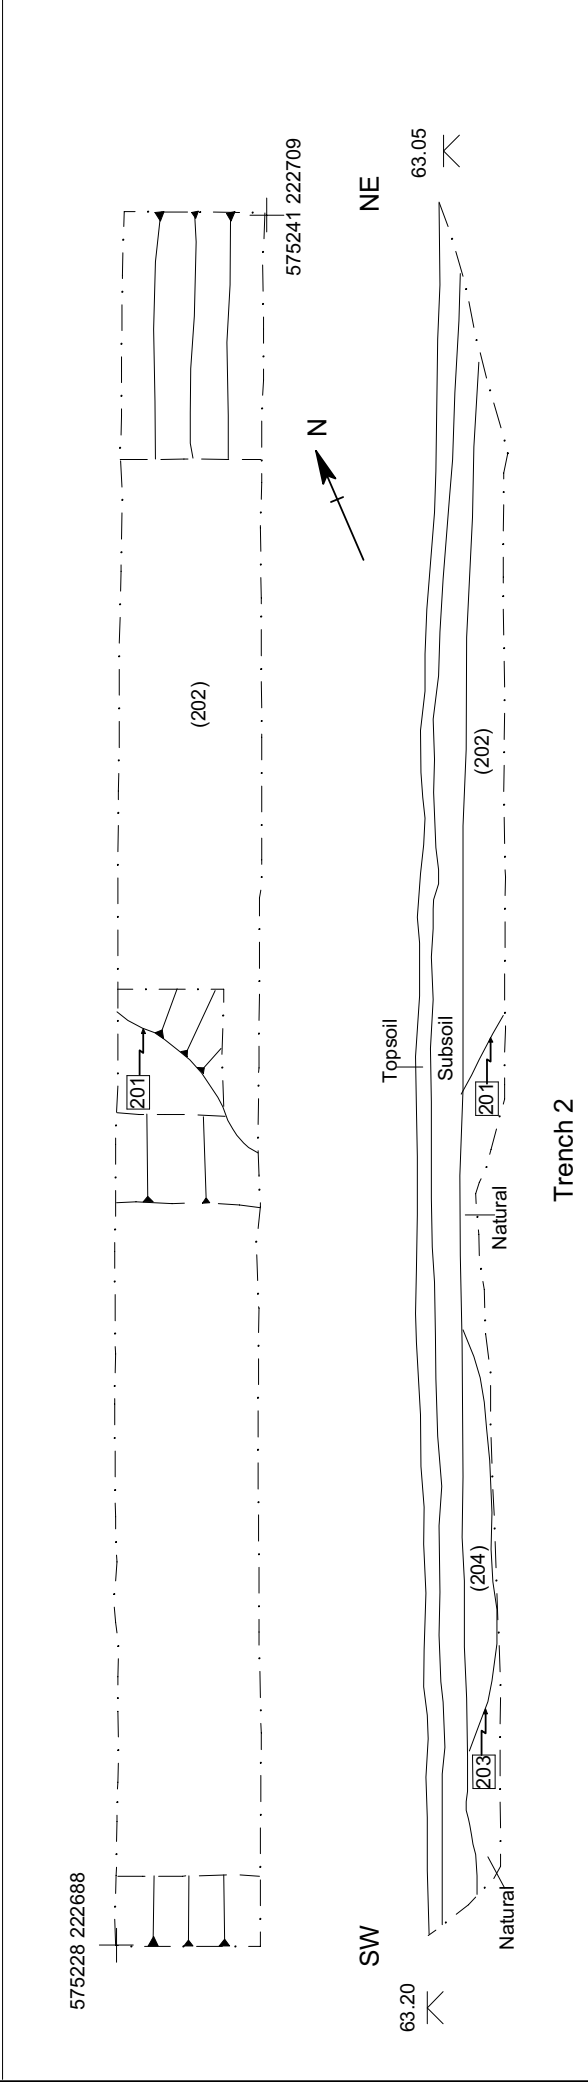 575228 222688
201
(202)
575241 222709
N
SW
NE
63.20
63.05
Topsoil
Subsoil
(202)
201
Natural
(204)
203
Natural
Trench 2